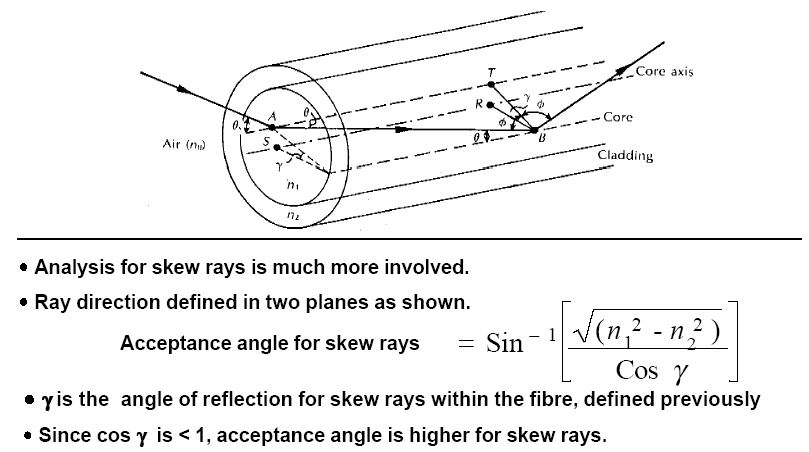 T
Core axis
R
γ
ϕ
A
θ
θ
ϕ
Core
S
θ
B
Air (n₀)
Cladding
γ
n₁
n₂
• Analysis for skew rays is much more involved.
• Ray direction defined in two planes as shown.
Acceptance angle for skew rays = Sin⁻¹[√(n₁² - n₂²) / Cos γ]
• γ is the angle of reflection for skew rays within the fibre, defined previously
• Since cos γ is < 1, acceptance angle is higher for skew rays.